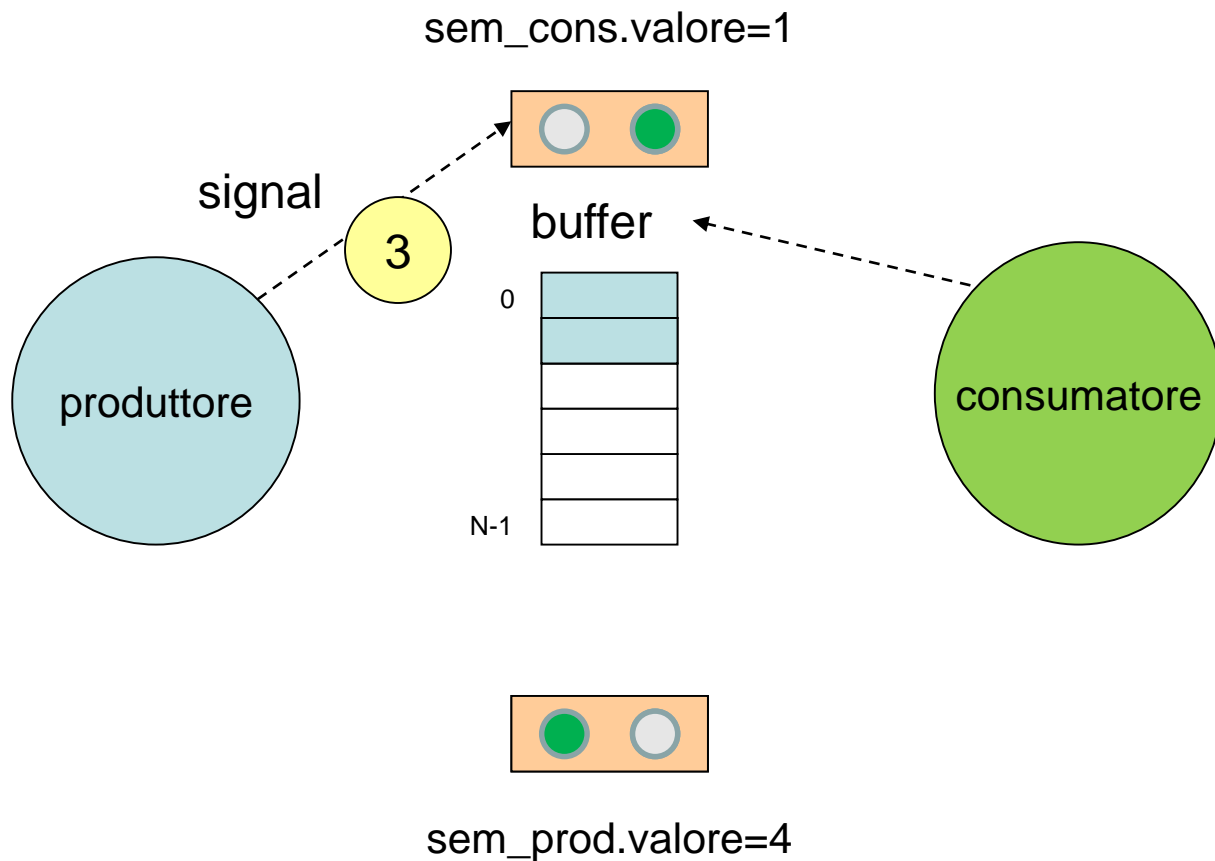 sem_cons.valore=1
signal
3
buffer
0
produttore
consumatore
N-1
sem_prod.valore=4